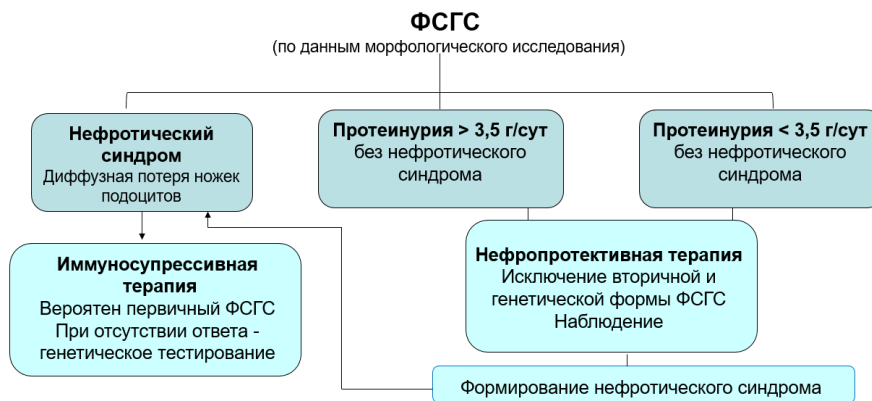 ФСГС
(по данным морфологического исследования)
Нефротический
синдром
Диффузная потеря ножек
подоцитов
Протеинурия > 3,5 г/сут
без нефротического
синдрома
Протеинурия < 3,5 г/сут
без нефротического
синдрома
Иммуносупрессивная
терапия
Вероятен первичный ФСГС
При отсутствии ответа -
генетическое тестирование
Нефропротективная терапия
Исключение вторичной и
генетической формы ФСГС
Наблюдение
Формирование нефротического синдрома